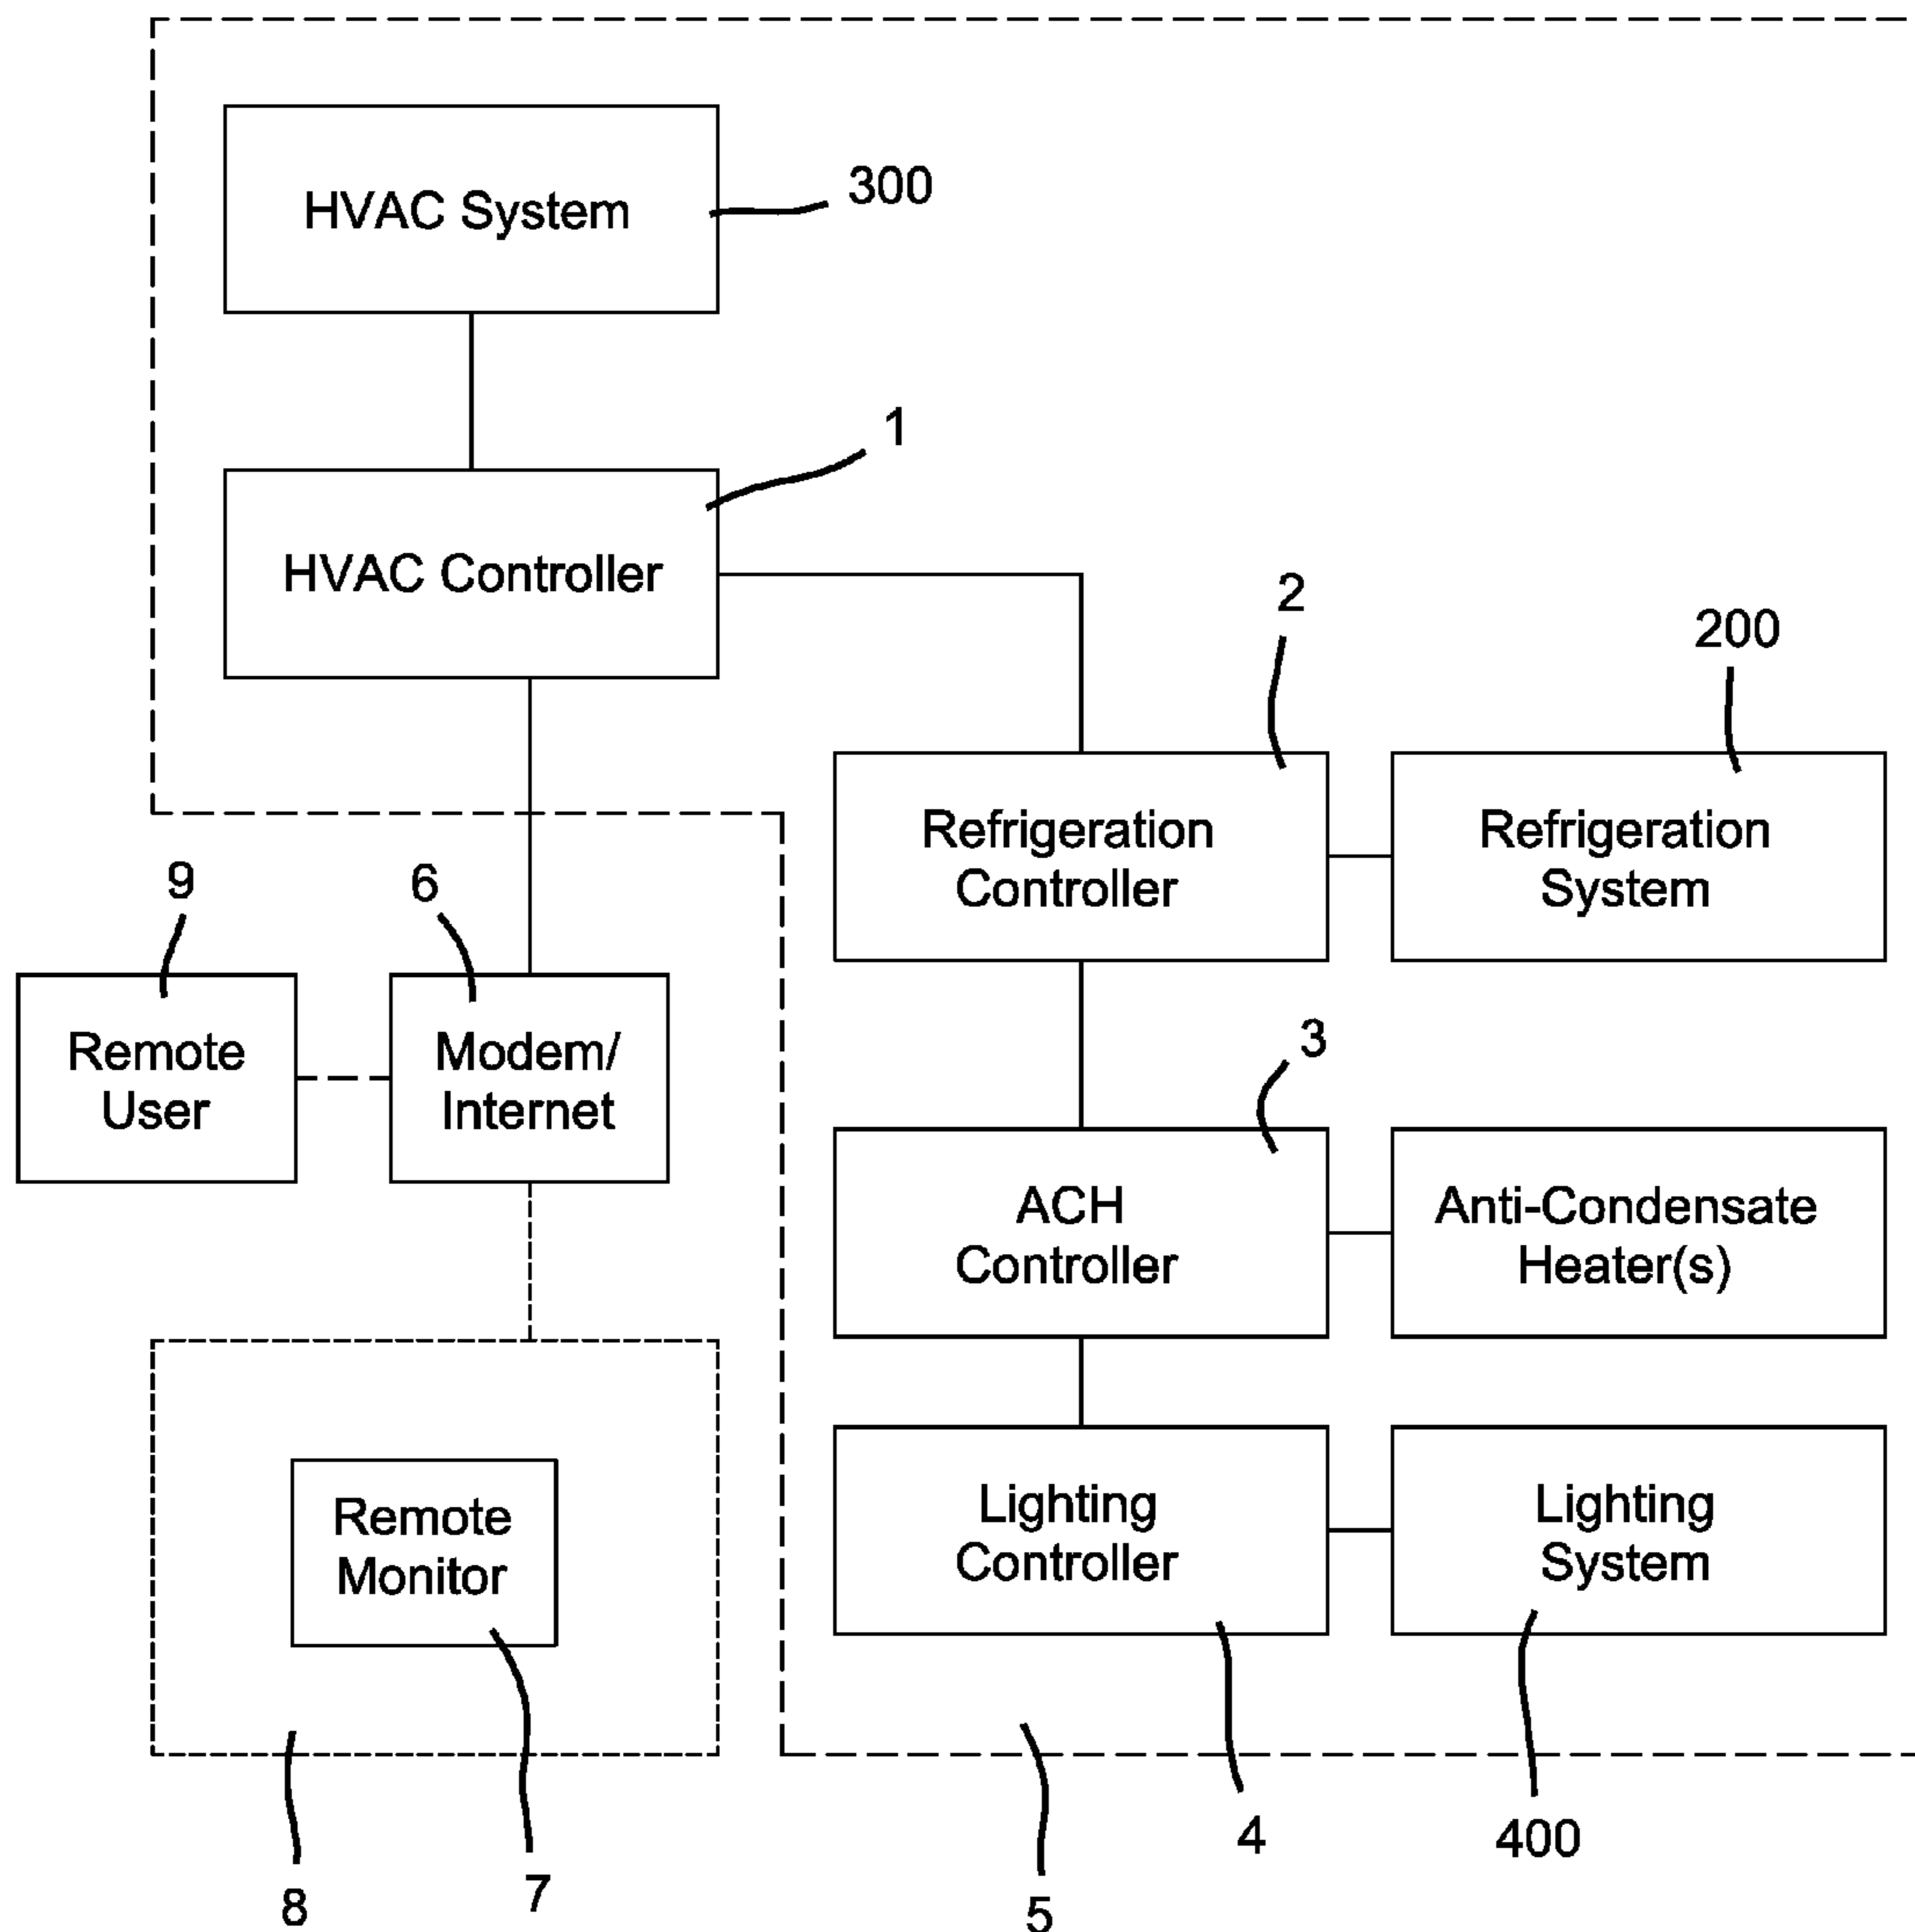 HVAC System
300
1
HVAC Controller
2
200
Refrigeration
Controller
Refrigeration
System
9
6
Remote
User
Modem/
Internet
3
ACH
Controller
Anti-Condensate
Heater(s)
Remote
Monitor
Lighting
Controller
Lighting
System
8
7
5
4
400